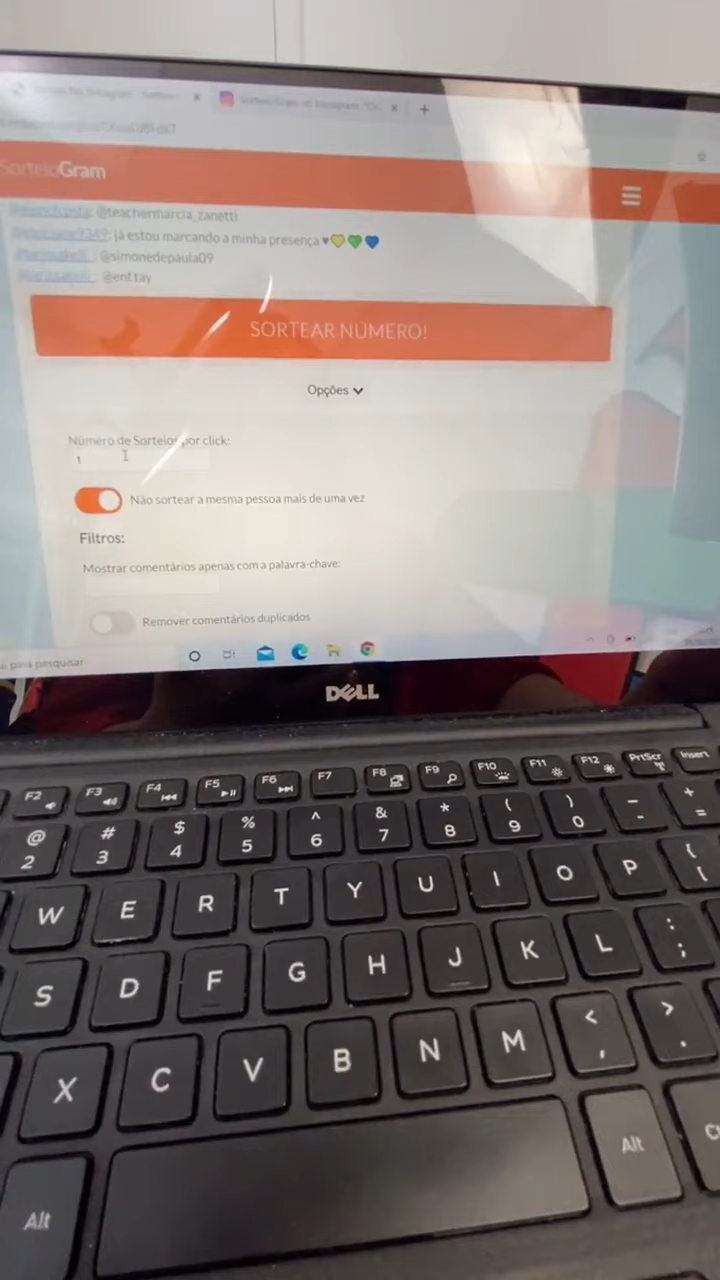 SorteioGram
@teachermarcia_zanetti
já estou marcando a minha presença
: @simonedepaula09
: @ent.tay
SORTEAR NÚMERO!
Opções
Número de Sorteios por click:
1
Não sortear a mesma pessoa mais de uma vez
Filtros:
Mostrar comentários apenas com a palavra-chave:
Remover comentários duplicados
para pesquisar
DELL
F2 F3 F4 F5 F6 F7 F8 F9 F10 F11 F12 PrtScr Insert
@ # $ % ^ & * ( ) - +
2 3 4 5 6 7 8 9 0 - =
W E R T Y U I O P { [
S D F G H J K L : ;
X C V B N M < , > .
Alt Alt